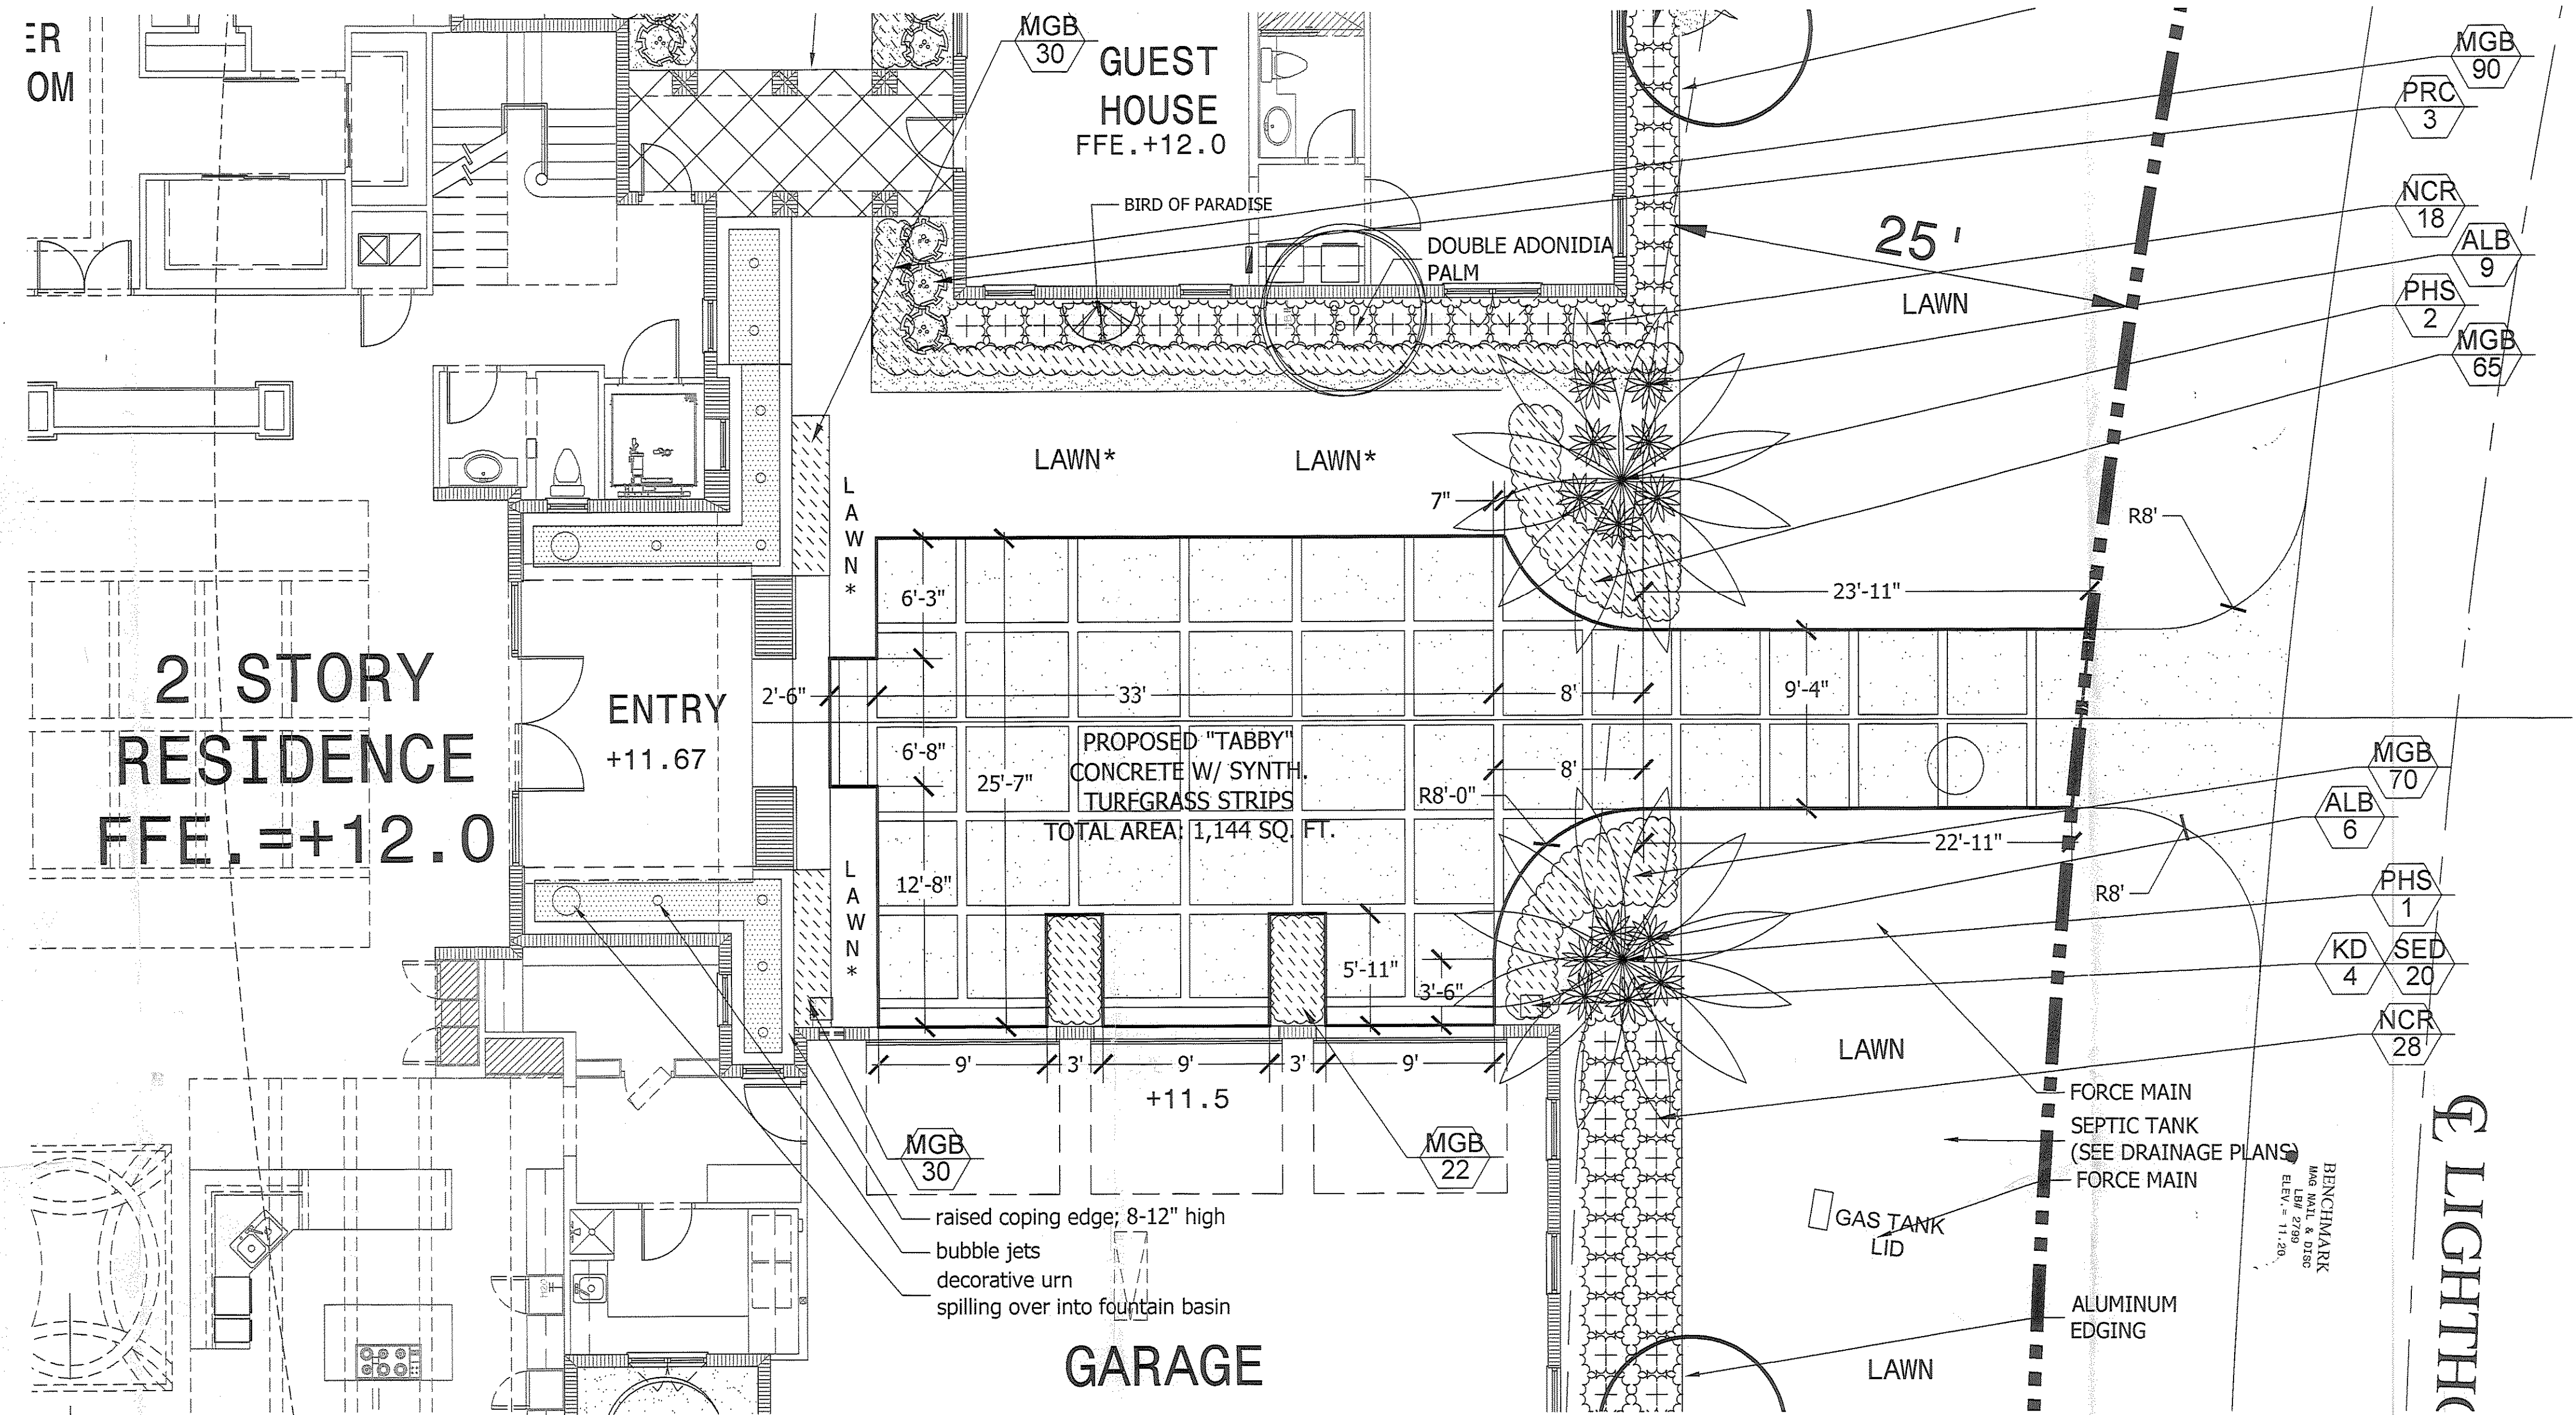 ER
OM
MGB
30
GUEST
HOUSE
FFE.+12.0
BIRD OF PARADISE
DOUBLE ADONIDIA
PALM
25'
LAWN
MGB
90
PRC
3
NCR
18
ALB
9
PHS
2
MGB
65
LAWN*
LAWN*
LAWN*
7"
R8'
6'-3"
23'-11"
2 STORY
RESIDENCE
FFE.=+12.0
ENTRY
+11.67
2'-6"
33'
8'
9'-4"
6'-8"
25'-7"
PROPOSED "TABBY"
CONCRETE W/ SYNTH.
TURFGRASS STRIPS
TOTAL AREA: 1,144 SQ. FT.
8'
R8'-0"
22'-11"
12'-8"
LAWN*
5'-11"
3'-6"
R8'
MGB
70
ALB
6
PHS
1
KD
4
SED
20
NCR
28
9'
3'
9'
3'
9'
+11.5
LAWN
FORCE MAIN
SEPTIC TANK
(SEE DRAINAGE PLANS)
FORCE MAIN
MGB
30
MGB
22
raised coping edge; 8-12" high
bubble jets
decorative urn
spilling over into fountain basin
GAS TANK
LID
BENCHMARK
MAG NAIL & DISC
LB# 2799
ELEV.= 11.20
ALUMINUM
EDGING
GARAGE
LAWN
℄ LIGHTHO